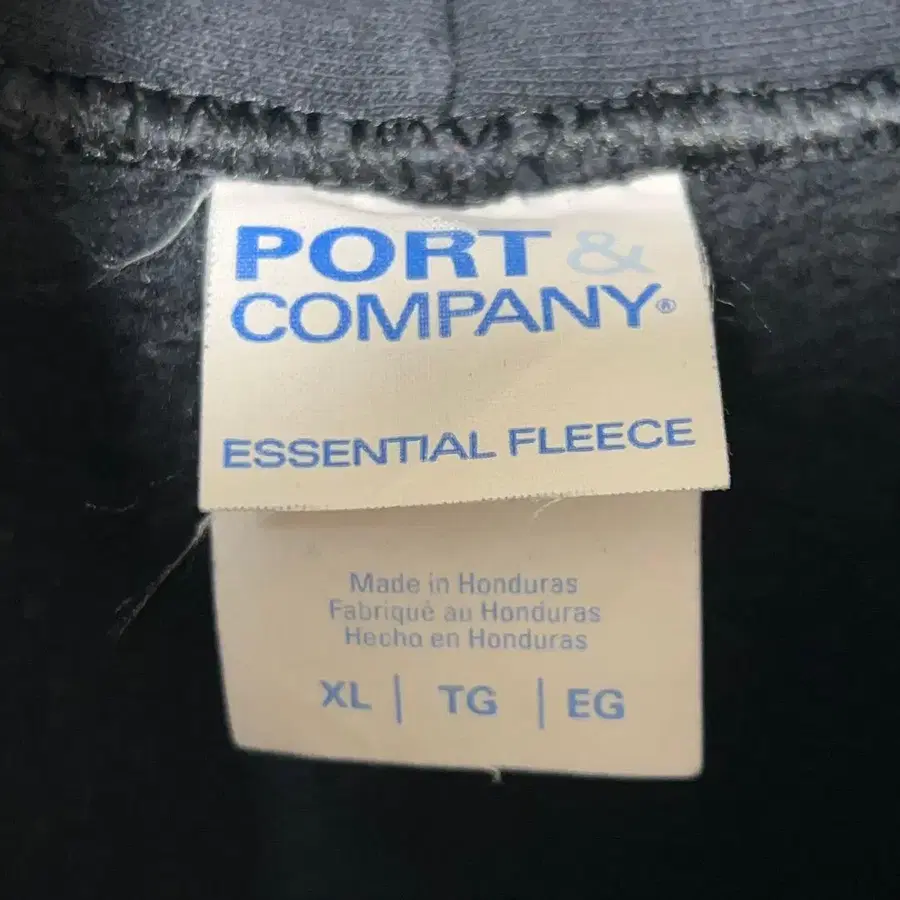 PORT &
COMPANY®
ESSENTIAL FLEECE
Made in Honduras
Fabriqué au Honduras
Hecho en Honduras
XL | TG | EG